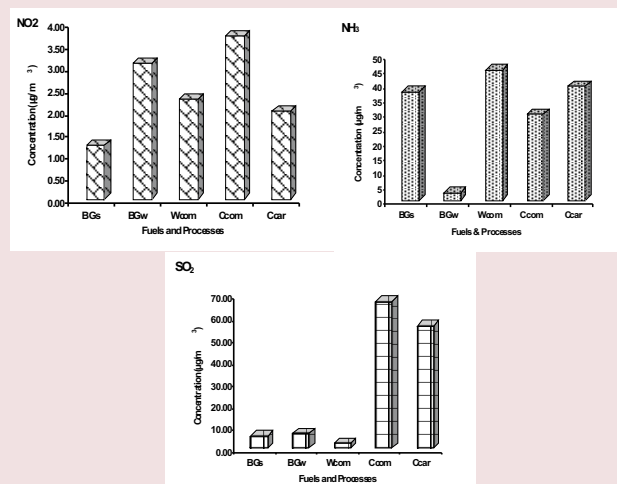 NO2
4.00
3.50
3.00
2.50
2.00
1.50
1.00
0.50
0.00
Concentration (µg/m 3)
BGs BGw Wcom Ccom Ccar
Fuels and Processes
NH3
50
45
40
35
30
25
20
15
10
5
0
Concentration (µg/m 3)
BGs BGw Wcom Ccom Ccar
Fuels & Processes
SO2
70.00
60.00
50.00
40.00
30.00
20.00
10.00
0.00
Concentration (µg/m 3)
BGs BGw Wcom Ccom Ccar
Fuels and Processes